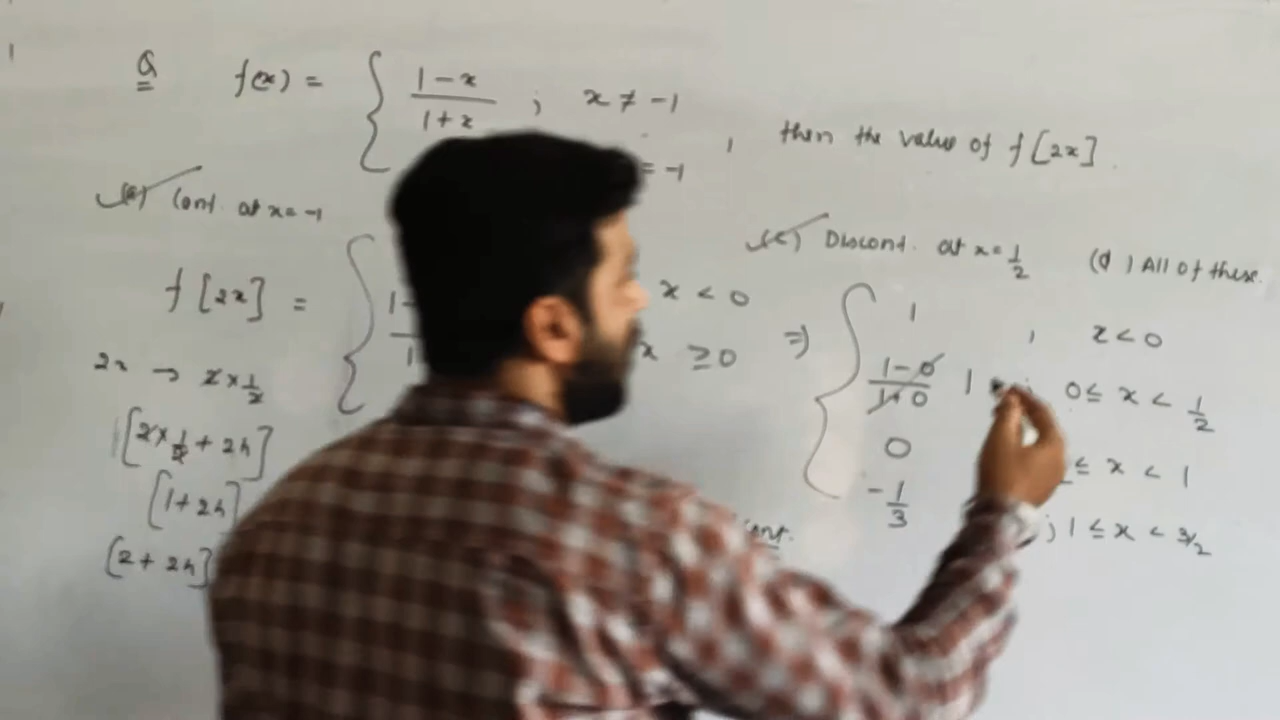 Q f(x) = { 1 - x / 1 + x ; x ≠ -1
= -1 , then the value of f[2x].
(a) Cont. at x = -1
(c) Discont. at x = 1/2 (d) All of these.
f[2x] = { 1- x < 0
1 x ≥ 0
⇒ { 1 , x < 0
1-0 / 1+0 1 ; 0 ≤ x < 1/2
0 ≤ x < 1
-1/3 ; 1 ≤ x < 3/2
2x → 2 × 1/2
[2 × 1/2 + 2h]
[1 + 2h]
[2 + 2h]